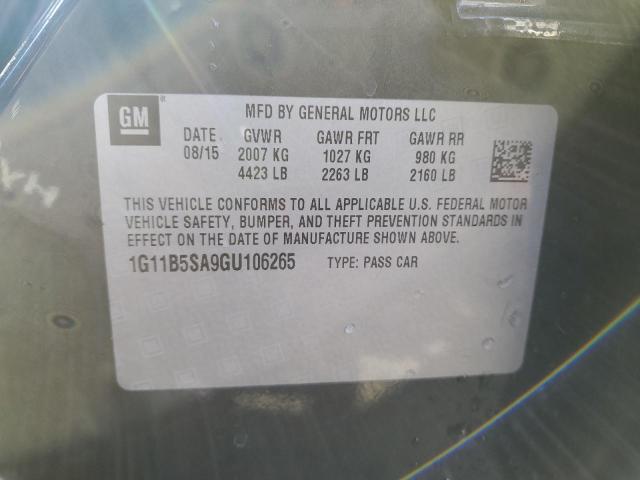 GM
MFD BY GENERAL MOTORS LLC
DATE GVWR GAWR FRT GAWR RR
08/15 2007 KG 1027 KG 980 KG
4423 LB 2263 LB 2160 LB
THIS VEHICLE CONFORMS TO ALL APPLICABLE U.S. FEDERAL MOTOR
VEHICLE SAFETY, BUMPER, AND THEFT PREVENTION STANDARDS IN
EFFECT ON THE DATE OF MANUFACTURE SHOWN ABOVE.
1G11B5SA9GU106265 TYPE: PASS CAR